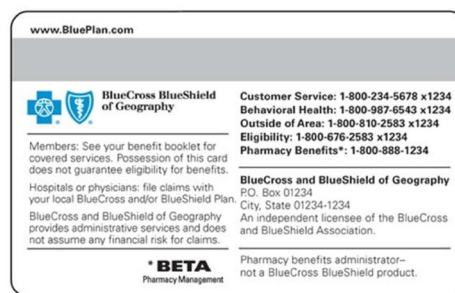 www.BluePlan.com
BlueCross BlueShield
of Geography
Members: See your benefit booklet for
covered services. Possession of this card
does not guarantee eligibility for benefits.
Hospitals or physicians: file claims with
your local BlueCross and/or BlueShield Plan.
BlueCross and BlueShield of Geography
provides administrative services and does
not assume any financial risk for claims.
* BETA
Pharmacy Management
Customer Service: 1-800-234-5678 x1234
Behavioral Health: 1-800-987-6543 x1234
Outside of Area: 1-800-810-2583 x1234
Eligibility: 1-800-676-2583 x1234
Pharmacy Benefits*: 1-800-888-1234
BlueCross and BlueShield of Geography
P.O. Box 01234
City, State 01234-1234
An independent licensee of the BlueCross
and BlueShield Association.
Pharmacy benefits administrator–
not a BlueCross BlueShield product.